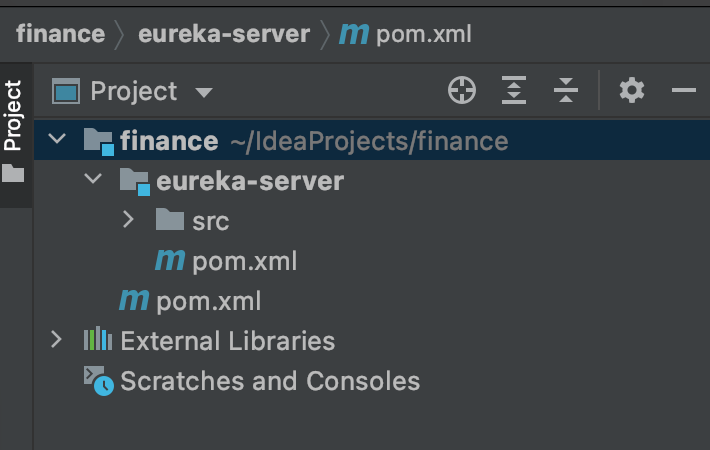 finance eureka-server m pom.xml
Project
Project
finance ~/IdeaProjects/finance
eureka-server
src
m pom.xml
m pom.xml
External Libraries
Scratches and Consoles